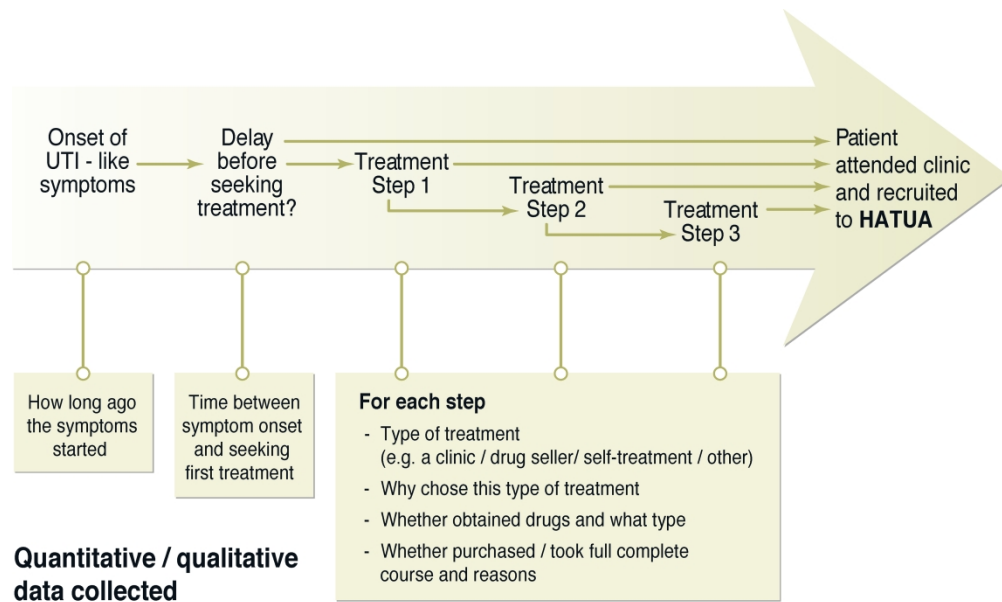 Onset of
UTI - like
symptoms
Delay
before
seeking
treatment?
Treatment
Step 1
Treatment
Step 2
Treatment
Step 3
Patient
attended clinic
and recruited
to HATUA
How long ago
the symptoms
started
Time between
symptom onset
and seeking
first treatment
For each step
- Type of treatment
(e.g. a clinic / drug seller/ self-treatment / other)
- Why chose this type of treatment
- Whether obtained drugs and what type
- Whether purchased / took full complete
course and reasons
Quantitative / qualitative
data collected